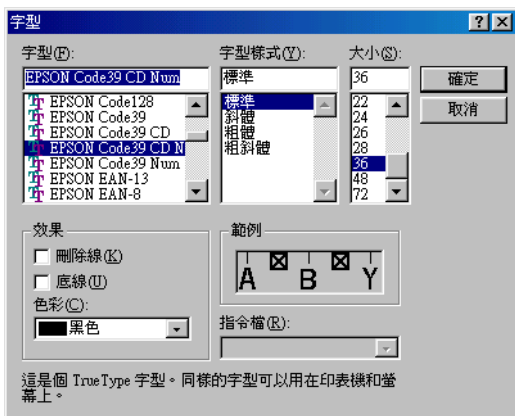 字型
字型(F):
字型樣式(Y):
大小(S):
EPSON Code39 CD Num
標準
36
確定
取消
EPSON Code128
EPSON Code39
EPSON Code39 CD
EPSON Code39 CD N
EPSON Code39 Num
EPSON EAN-13
EPSON EAN-8
標準
斜體
粗體
粗斜體
22
24
26
28
36
48
72
效果
刪除線(K)
底線(U)
色彩(C):
黑色
範例
A B Y
指令檔(R):
這是個 TrueType 字型。同樣的字型可以用在印表機和螢
幕上。